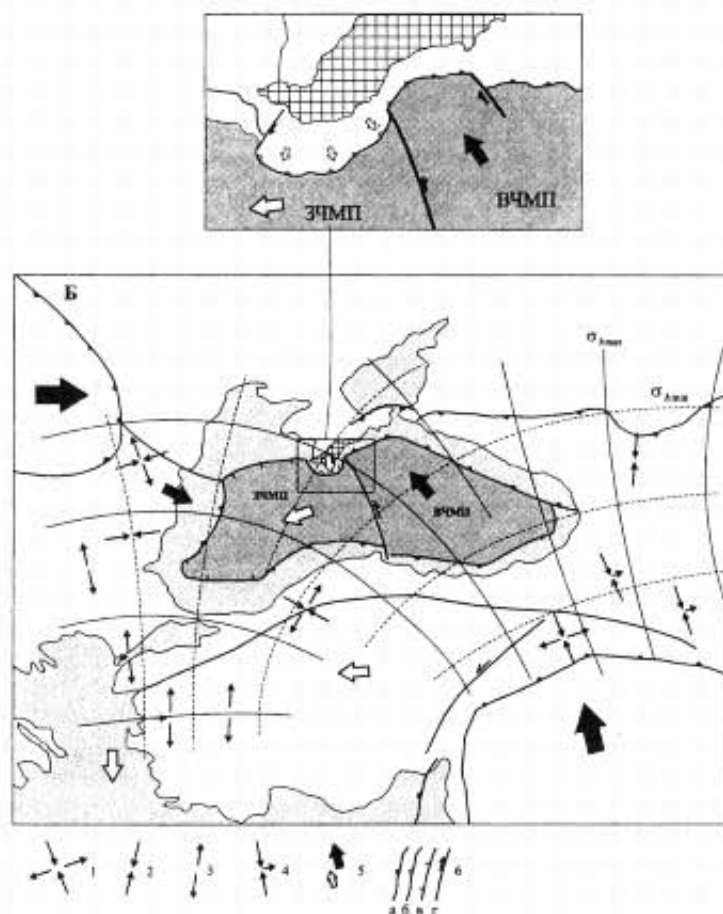 ЗЧМП
ВЧМП
Б
σhmax
σhmin
ЗЧМП
ВЧМП
1 2 3 4 5 6
а б в г